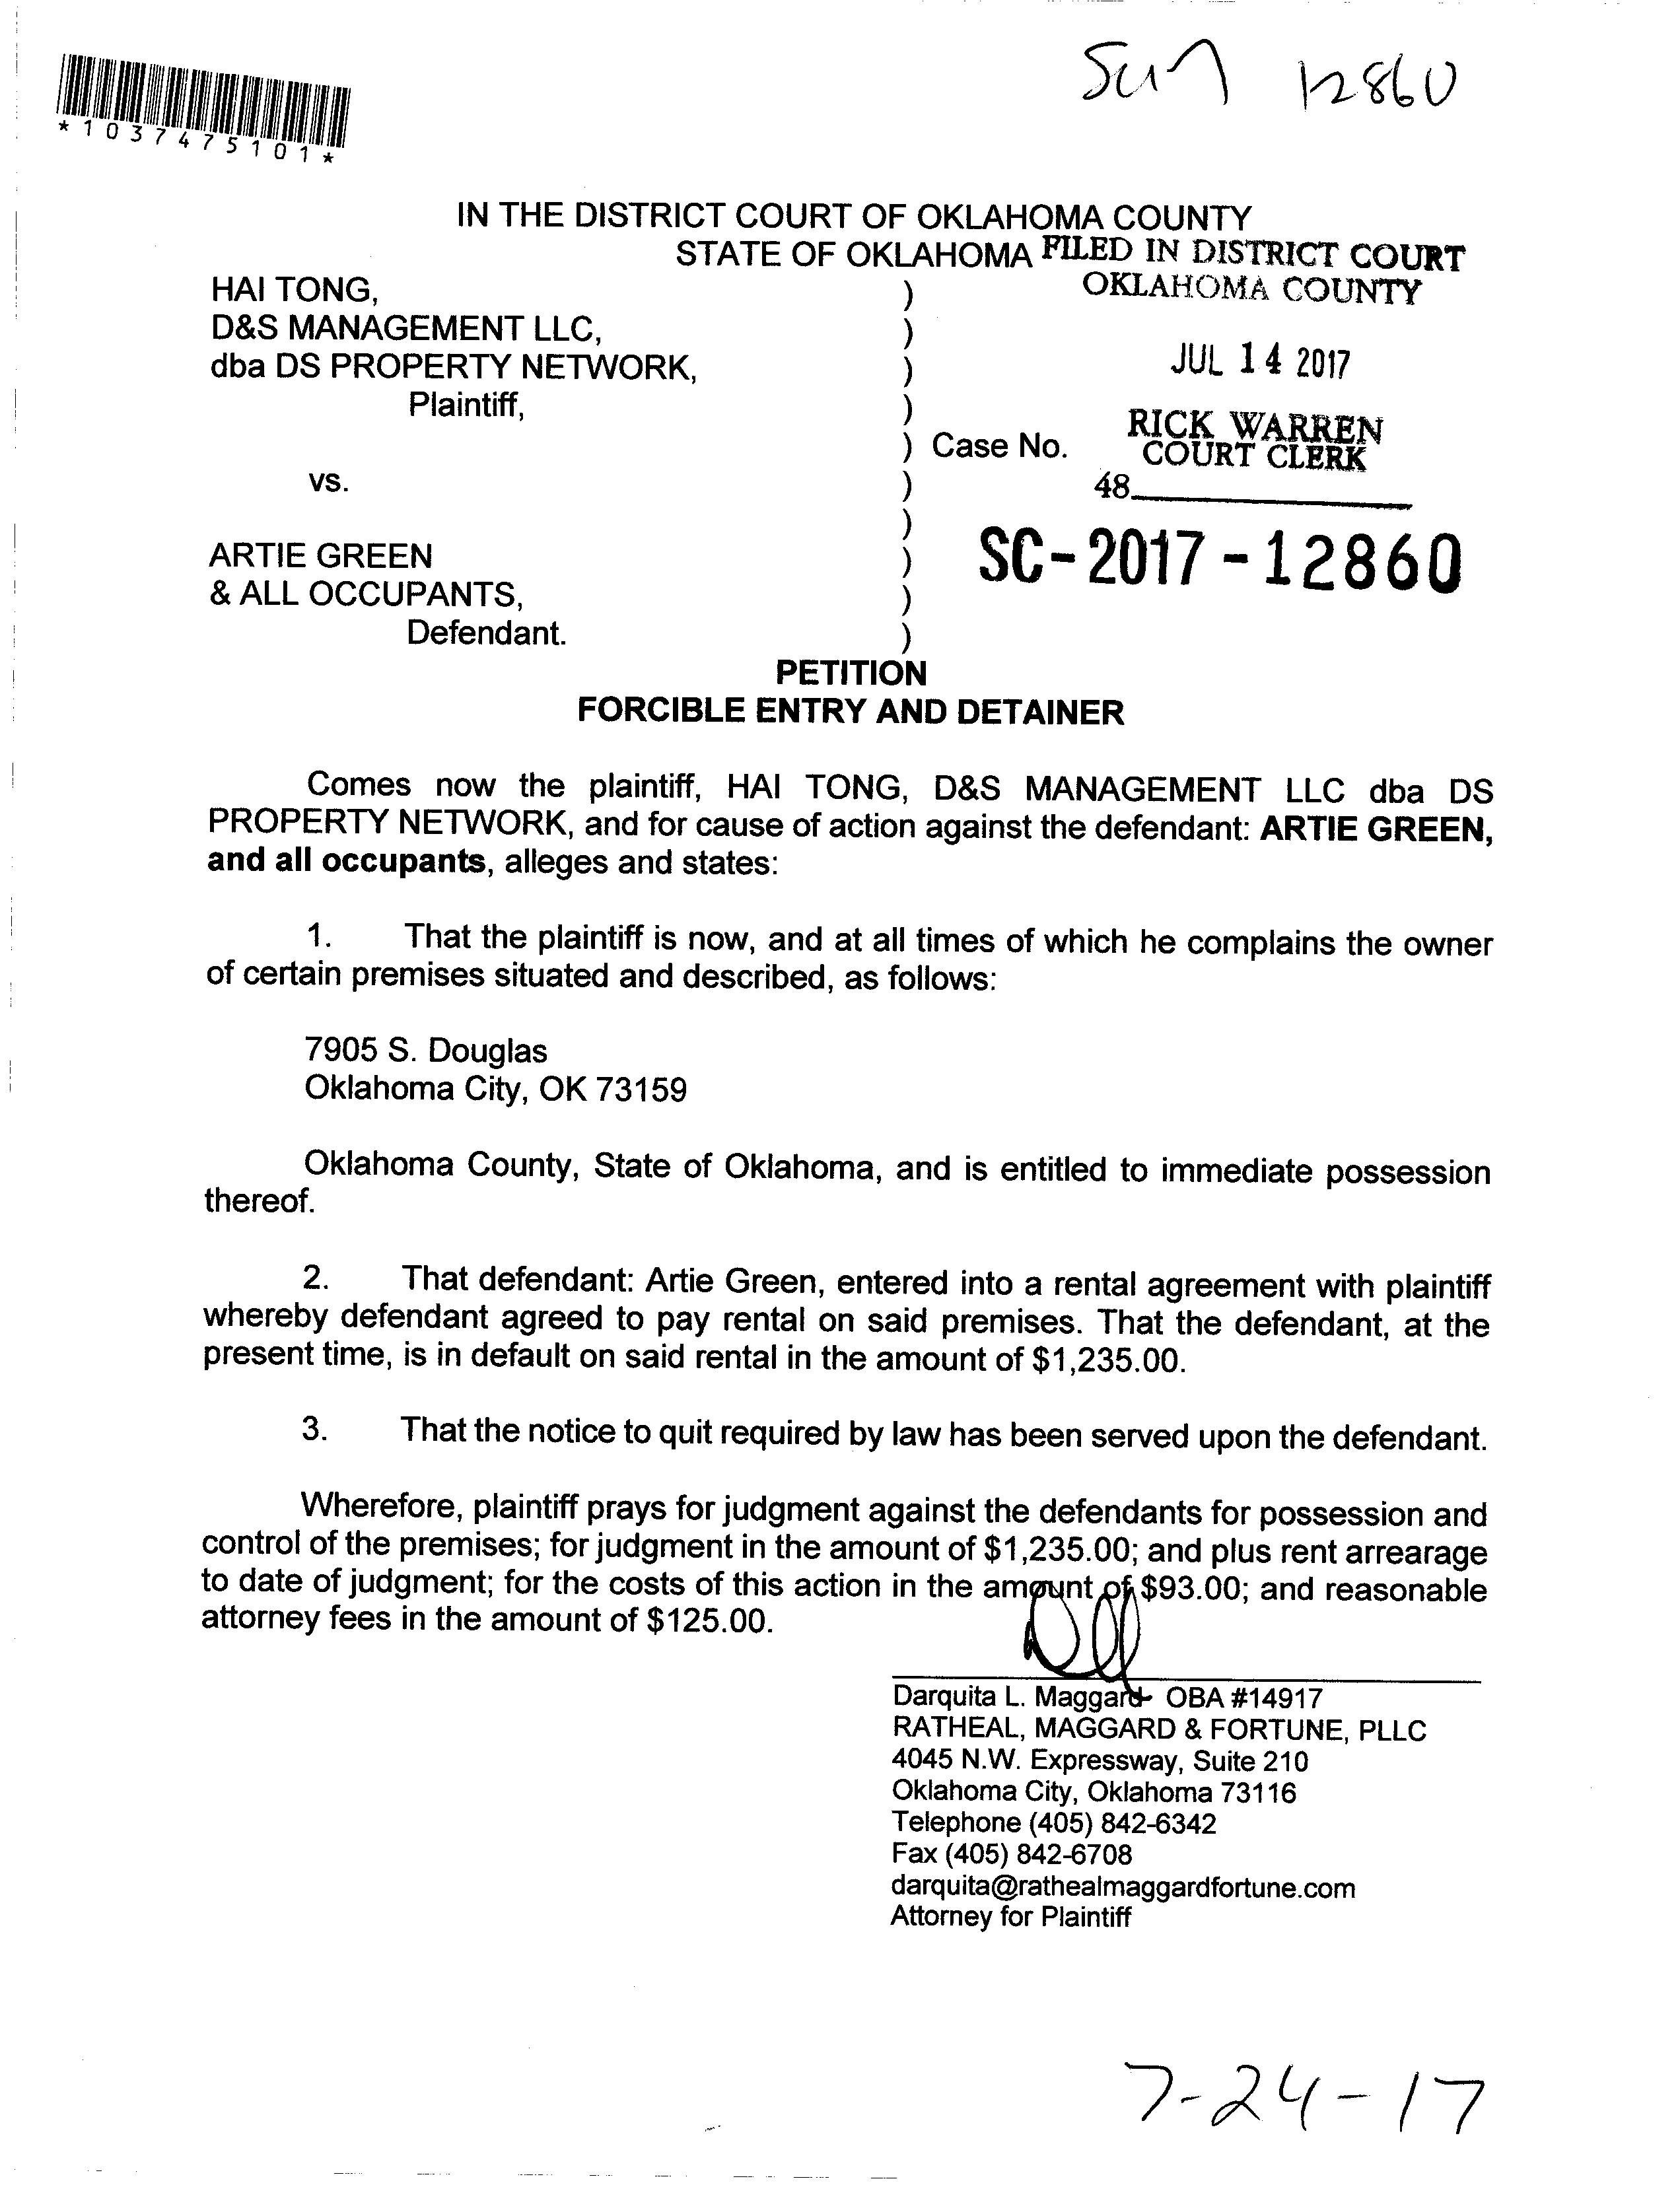 SC17 12860
*1037475101*
IN THE DISTRICT COURT OF OKLAHOMA COUNTY
STATE OF OKLAHOMA
FILED IN DISTRICT COURT
OKLAHOMA COUNTY
JUL 14 2017
RICK WARREN
COURT CLERK
48
HAI TONG,
D&S MANAGEMENT LLC,
dba DS PROPERTY NETWORK,
Plaintiff,
vs.
ARTIE GREEN
& ALL OCCUPANTS,
Defendant.
)
)
)
)
) Case No.
)
)
)
)
)
SC-2017-12860
PETITION
FORCIBLE ENTRY AND DETAINER
Comes now the plaintiff, HAI TONG, D&S MANAGEMENT LLC dba DS
PROPERTY NETWORK, and for cause of action against the defendant: ARTIE GREEN,
and all occupants, alleges and states:
1. That the plaintiff is now, and at all times of which he complains the owner
of certain premises situated and described, as follows:
7905 S. Douglas
Oklahoma City, OK 73159
Oklahoma County, State of Oklahoma, and is entitled to immediate possession
thereof.
2. That defendant: Artie Green, entered into a rental agreement with plaintiff
whereby defendant agreed to pay rental on said premises. That the defendant, at the
present time, is in default on said rental in the amount of $1,235.00.
3. That the notice to quit required by law has been served upon the defendant.
Wherefore, plaintiff prays for judgment against the defendants for possession and
control of the premises; for judgment in the amount of $1,235.00; and plus rent arrearage
to date of judgment; for the costs of this action in the amount of $93.00; and reasonable
attorney fees in the amount of $125.00.
Darquita L. Maggard OBA #14917
RATHEAL, MAGGARD & FORTUNE, PLLC
4045 N.W. Expressway, Suite 210
Oklahoma City, Oklahoma 73116
Telephone (405) 842-6342
Fax (405) 842-6708
darquita@rathealmaggardfortune.com
Attorney for Plaintiff
7-24-17